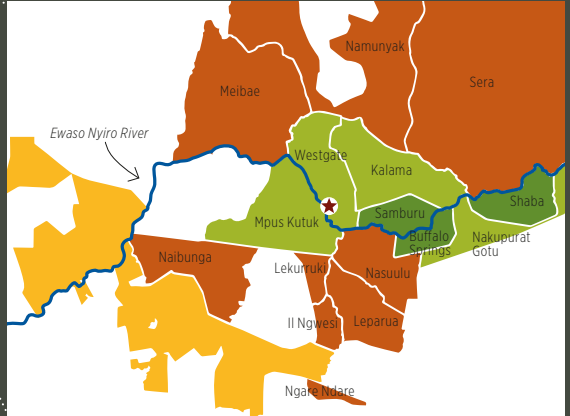 Namunyak
Sera
Meibae
Ewaso Nyiro River
Westgate
Kalama
Shaba
Samburu
Mpus Kutuk
Buffalo
Springs
Nakupurat
Gotu
Naibunga
Lekurruki
Nasuulu
Il Ngwesi
Leparua
Ngare Ndare